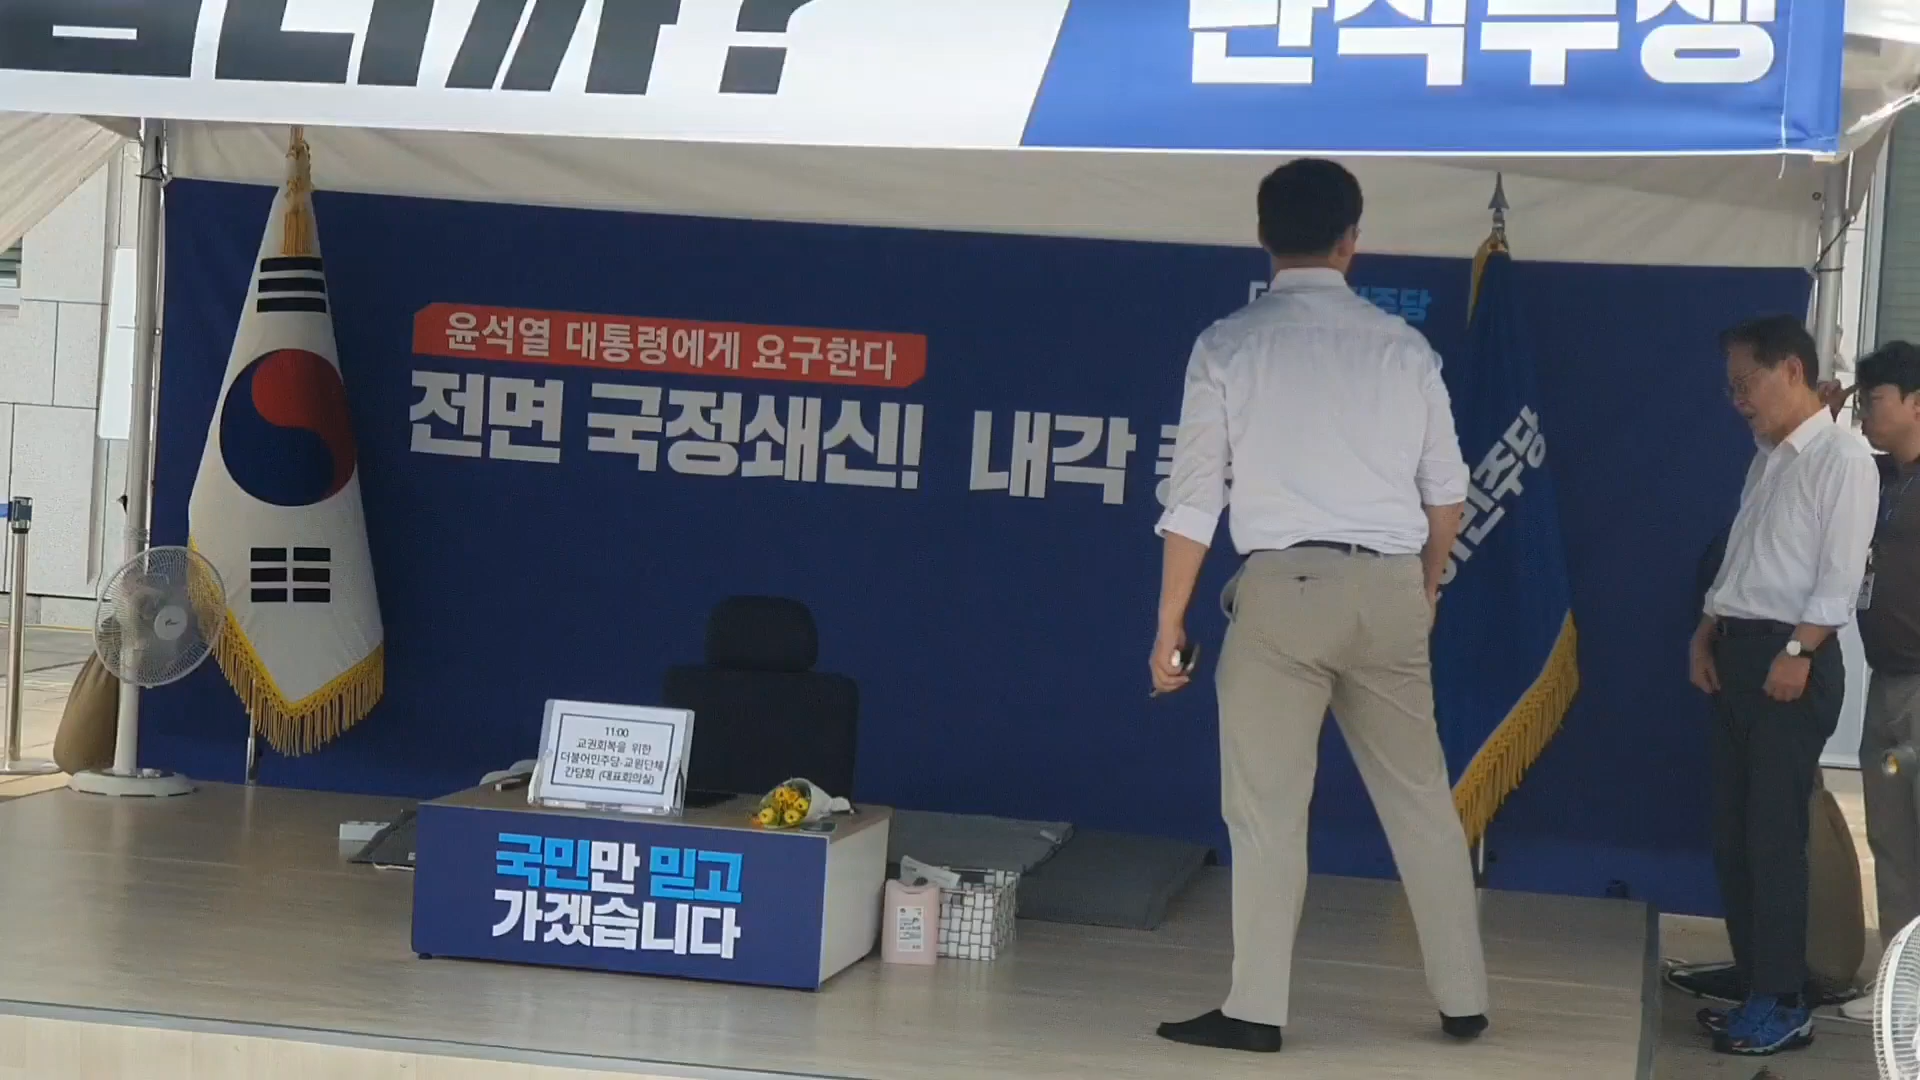 단식투쟁
윤석열 대통령에게 요구한다
전면 국정쇄신! 내각
민주당
11:00
교권회복을 위한
더불어민주당-교원단체
간담회 (대표회의실)
국민만 믿고
가겠습니다